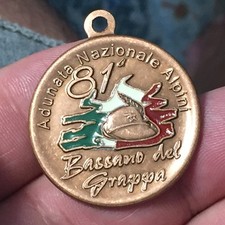 Adunata Nazionale Alpini
81ª
Bassano del
Grappa